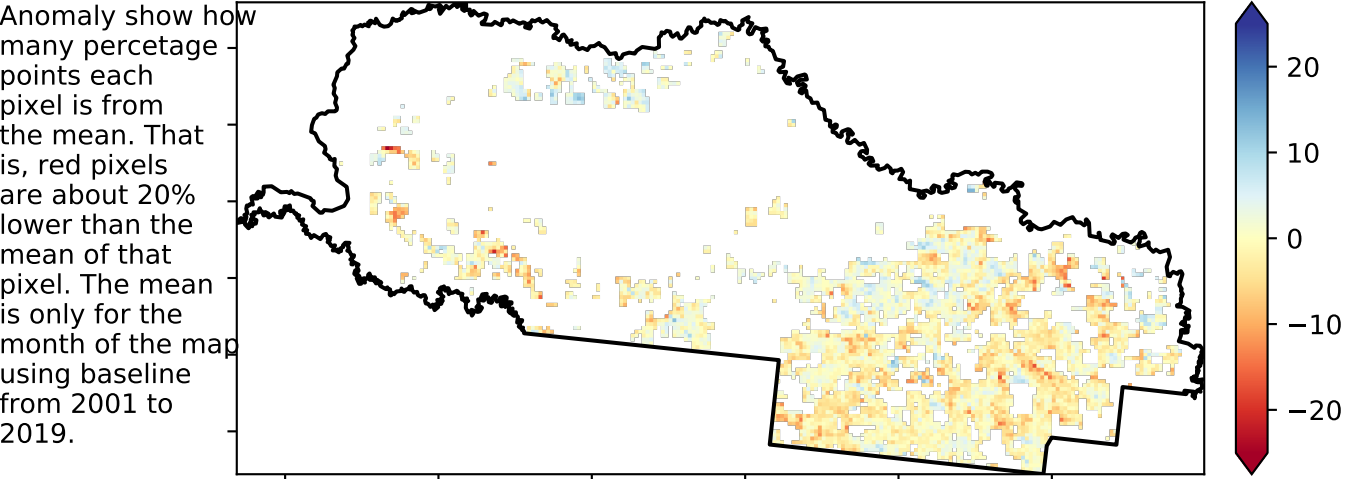 Anomaly show how
many percetage
points each
pixel is from
the mean. That
is, red pixels
are about 20%
lower than the
mean of that
pixel. The mean
is only for the
month of the map
using baseline
from 2001 to
2019.
20
10
0
−10
−20